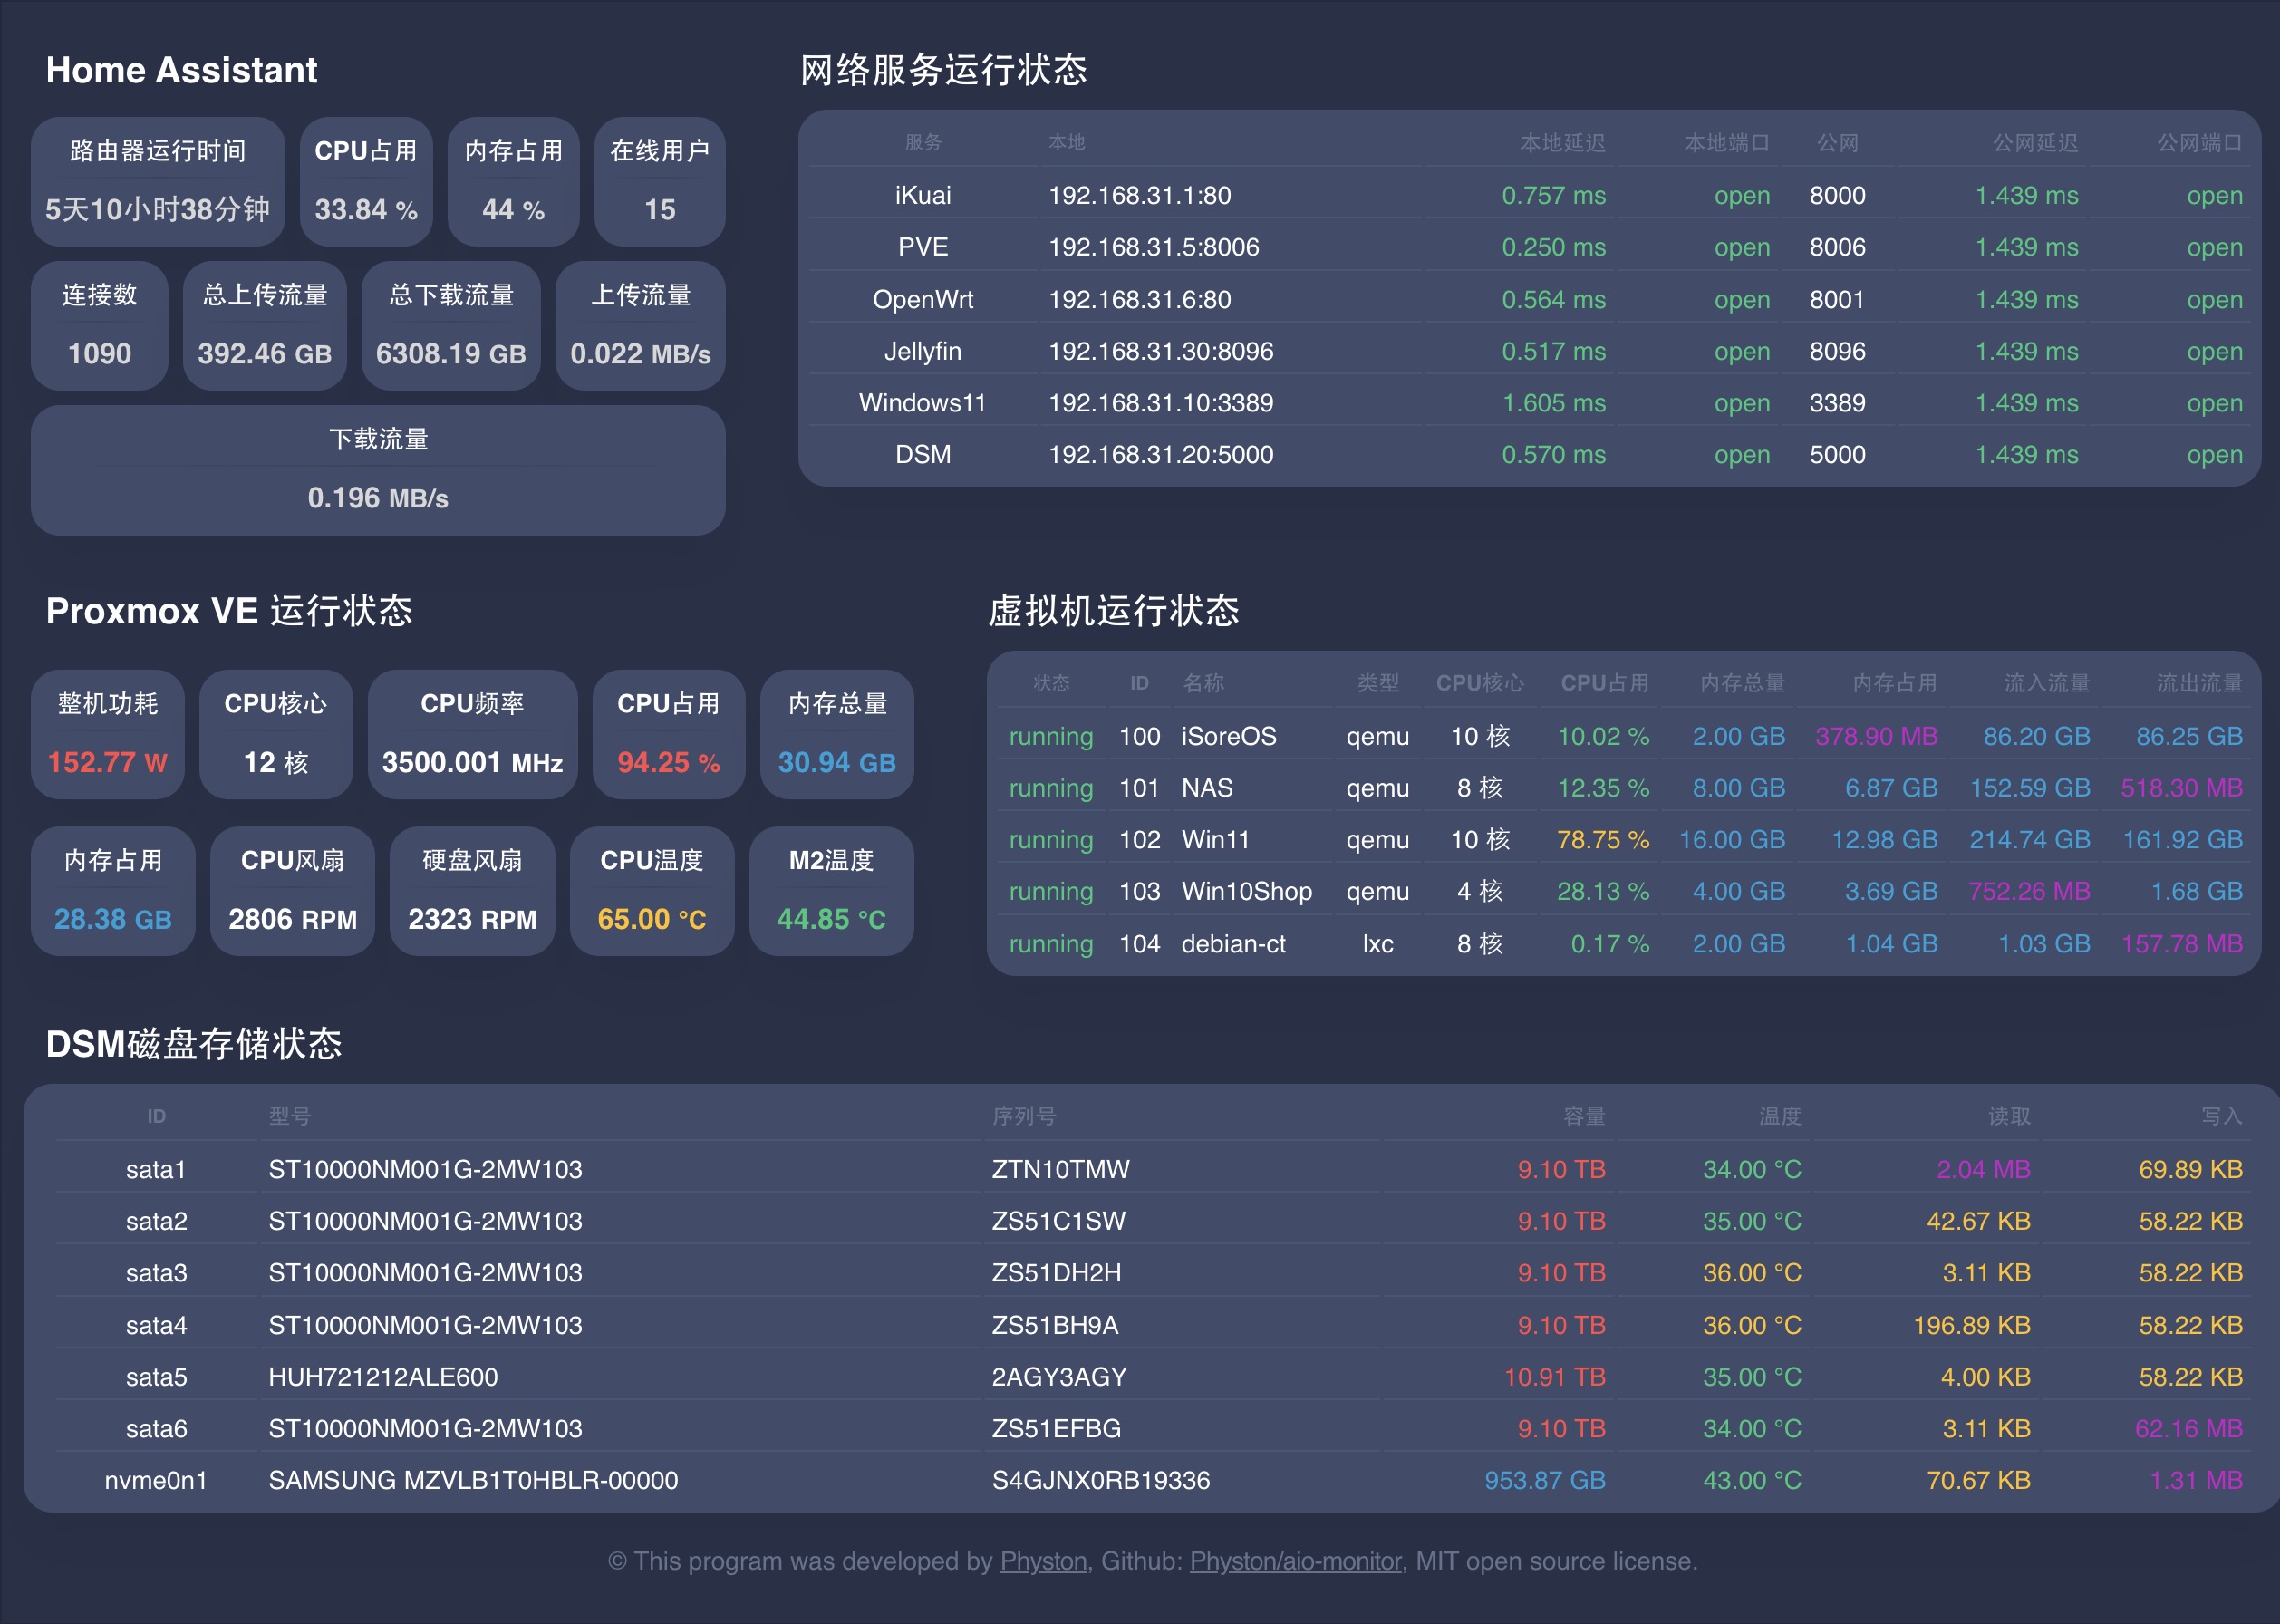 Home Assistant
路由器运行时间 CPU占用 内存占用 在线用户
5天10小时38分钟 33.84 % 44 % 15
连接数 总上传流量 总下载流量 上传流量
1090 392.46 GB 6308.19 GB 0.022 MB/s
下载流量
0.196 MB/s
网络服务运行状态
服务 本地 本地延迟 本地端口 公网 公网延迟 公网端口
iKuai 192.168.31.1:80 0.757 ms open 8000 1.439 ms open
PVE 192.168.31.5:8006 0.250 ms open 8006 1.439 ms open
OpenWrt 192.168.31.6:80 0.564 ms open 8001 1.439 ms open
Jellyfin 192.168.31.30:8096 0.517 ms open 8096 1.439 ms open
Windows11 192.168.31.10:3389 1.605 ms open 3389 1.439 ms open
DSM 192.168.31.20:5000 0.570 ms open 5000 1.439 ms open
Proxmox VE 运行状态
整机功耗 CPU核心 CPU频率 CPU占用 内存总量
152.77 W 12 核 3500.001 MHz 94.25 % 30.94 GB
内存占用 CPU风扇 硬盘风扇 CPU温度 M2温度
28.38 GB 2806 RPM 2323 RPM 65.00 °C 44.85 °C
虚拟机运行状态
状态 ID 名称 类型 CPU核心 CPU占用 内存总量 内存占用 流入流量 流出流量
running 100 iSoreOS qemu 10 核 10.02 % 2.00 GB 378.90 MB 86.20 GB 86.25 GB
running 101 NAS qemu 8 核 12.35 % 8.00 GB 6.87 GB 152.59 GB 518.30 MB
running 102 Win11 qemu 10 核 78.75 % 16.00 GB 12.98 GB 214.74 GB 161.92 GB
running 103 Win10Shop qemu 4 核 28.13 % 4.00 GB 3.69 GB 752.26 MB 1.68 GB
running 104 debian-ct lxc 8 核 0.17 % 2.00 GB 1.04 GB 1.03 GB 157.78 MB
DSM磁盘存储状态
ID 型号 序列号 容量 温度 读取 写入
sata1 ST10000NM001G-2MW103 ZTN10TMW 9.10 TB 34.00 °C 2.04 MB 69.89 KB
sata2 ST10000NM001G-2MW103 ZS51C1SW 9.10 TB 35.00 °C 42.67 KB 58.22 KB
sata3 ST10000NM001G-2MW103 ZS51DH2H 9.10 TB 36.00 °C 3.11 KB 58.22 KB
sata4 ST10000NM001G-2MW103 ZS51BH9A 9.10 TB 36.00 °C 196.89 KB 58.22 KB
sata5 HUH721212ALE600 2AGY3AGY 10.91 TB 35.00 °C 4.00 KB 58.22 KB
sata6 ST10000NM001G-2MW103 ZS51EFBG 9.10 TB 34.00 °C 3.11 KB 62.16 MB
nvme0n1 SAMSUNG MZVLB1T0HBLR-00000 S4GJNX0RB19336 953.87 GB 43.00 °C 70.67 KB 1.31 MB
© This program was developed by Physton, Github: Physton/aio-monitor, MIT open source license.